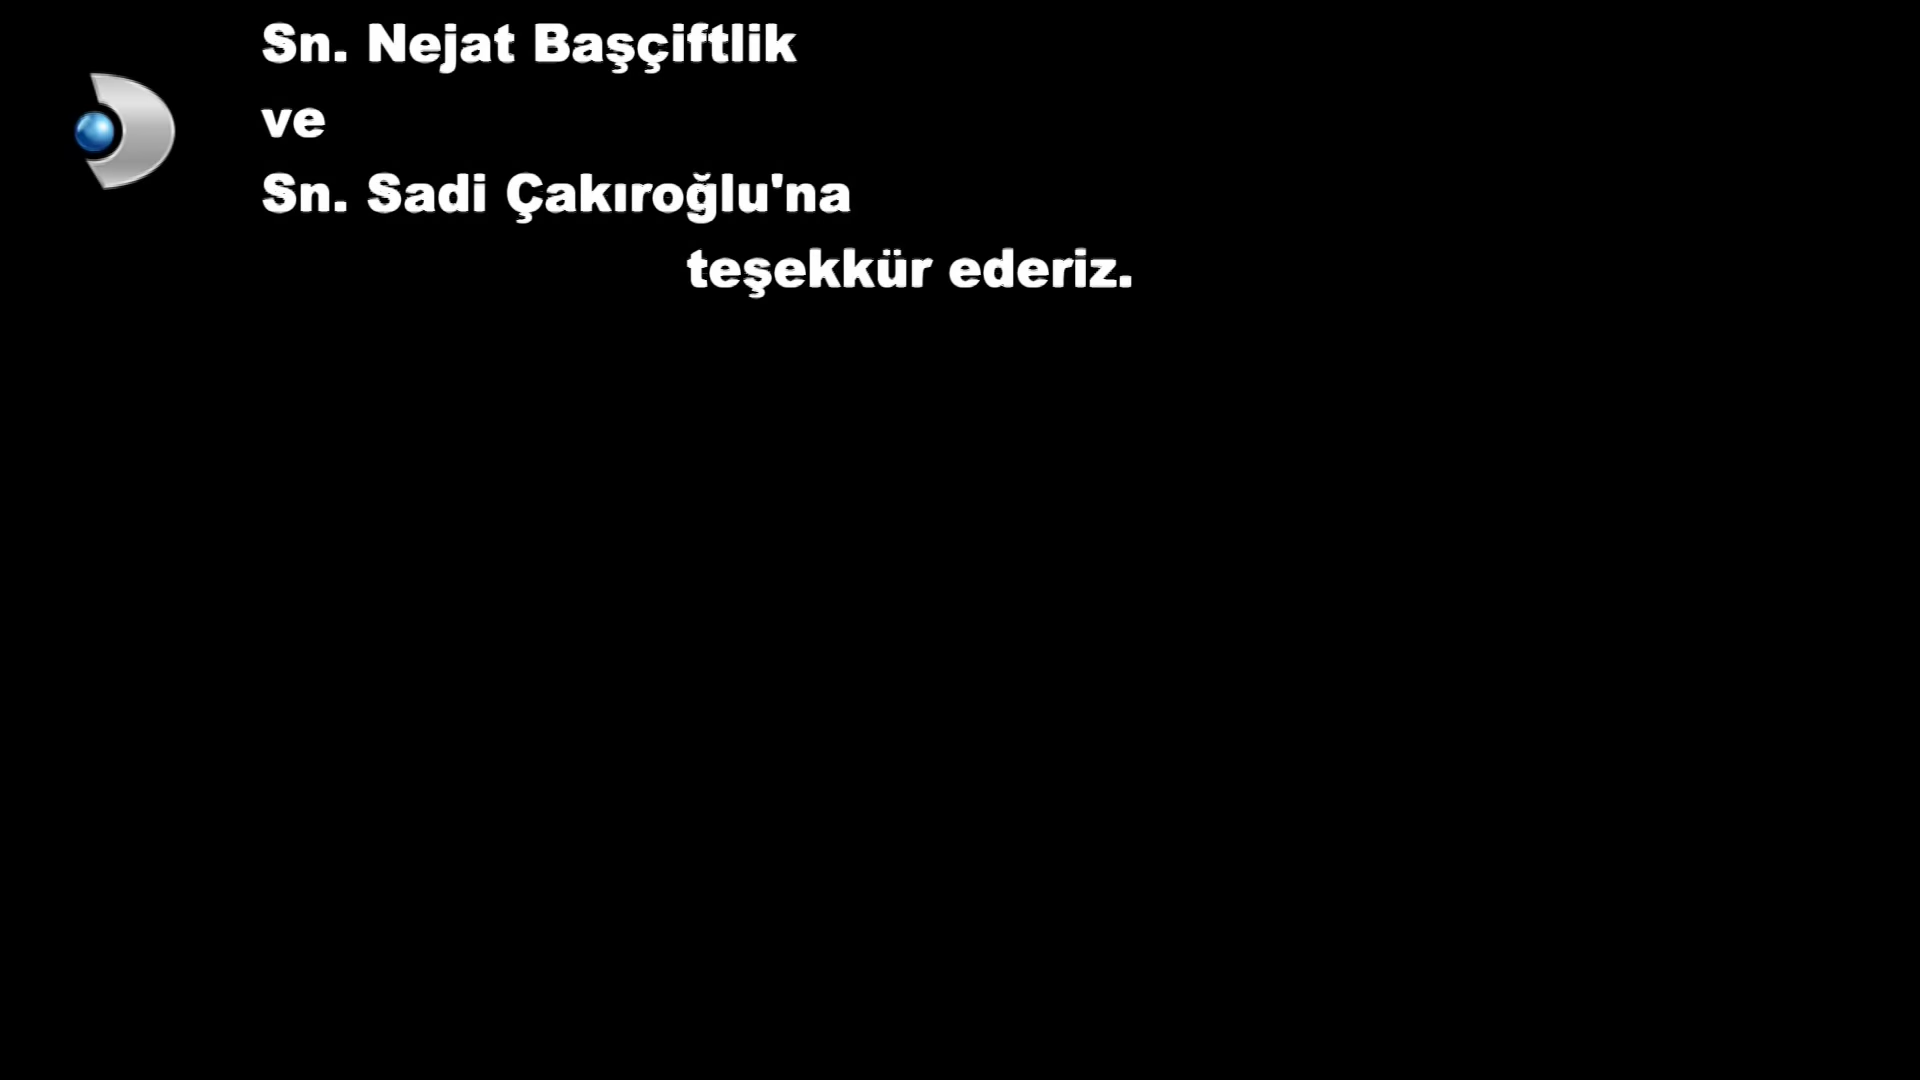 Sn. Nejat Başçiftlik
ve
Sn. Sadi Çakıroğlu'na
teşekkür ederiz.